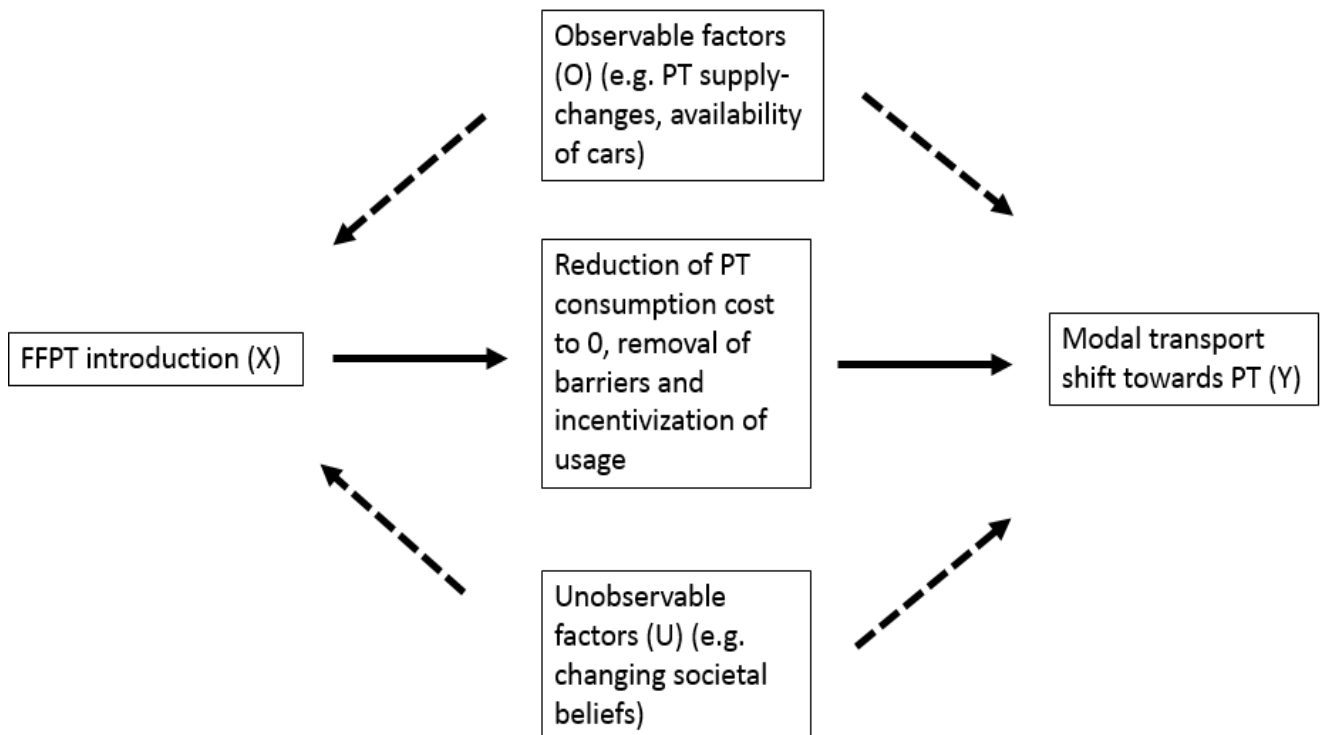 Observable factors
(O) (e.g. PT supply-
changes, availability
of cars)
FFPT introduction (X)
Reduction of PT
consumption cost
to 0, removal of
barriers and
incentivization of
usage
Modal transport
shift towards PT (Y)
Unobservable
factors (U) (e.g.
changing societal
beliefs)